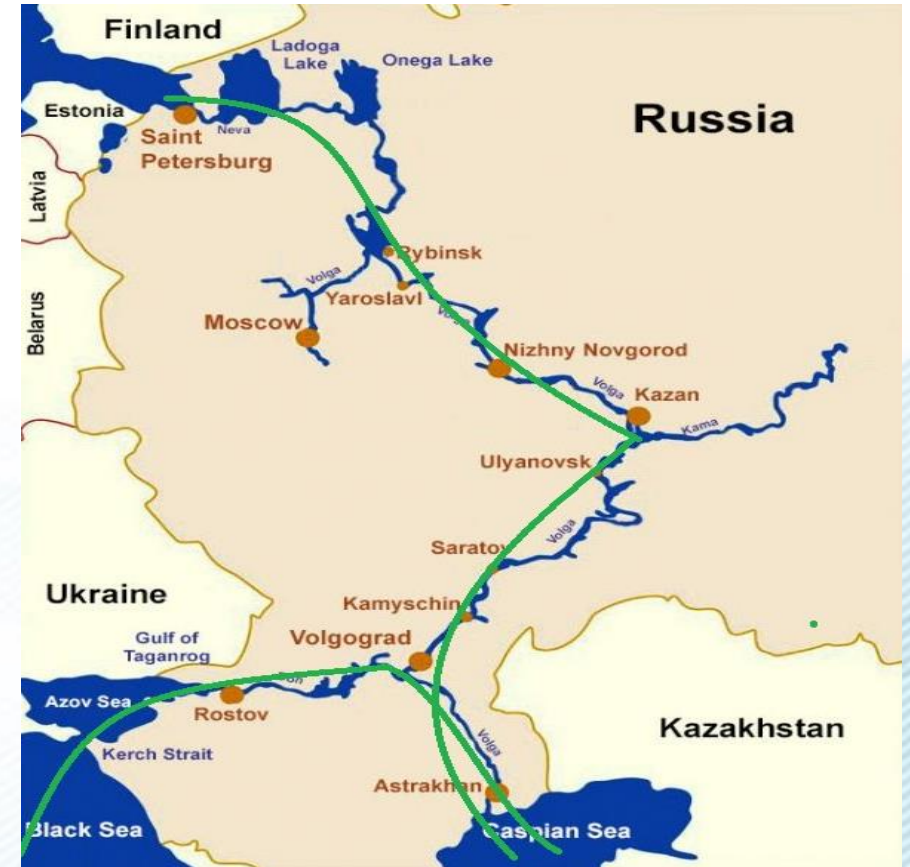 Finland
Ladoga
Lake
Onega Lake
Estonia
Neva
Saint
Petersburg
Russia
Latvia
Rybinsk
Volga
Yaroslavl
Volga
Moscow
Belarus
Nizhny Novgorod
Volga
Kazan
Kama
Ulyanovsk
Volga
Saratov
Ukraine
Kamyschin
Gulf of
Taganrog
Volgograd
Azov Sea
Rostov
Kerch Strait
Volga
Kazakhstan
Astrakhan
Black Sea
Caspian Sea